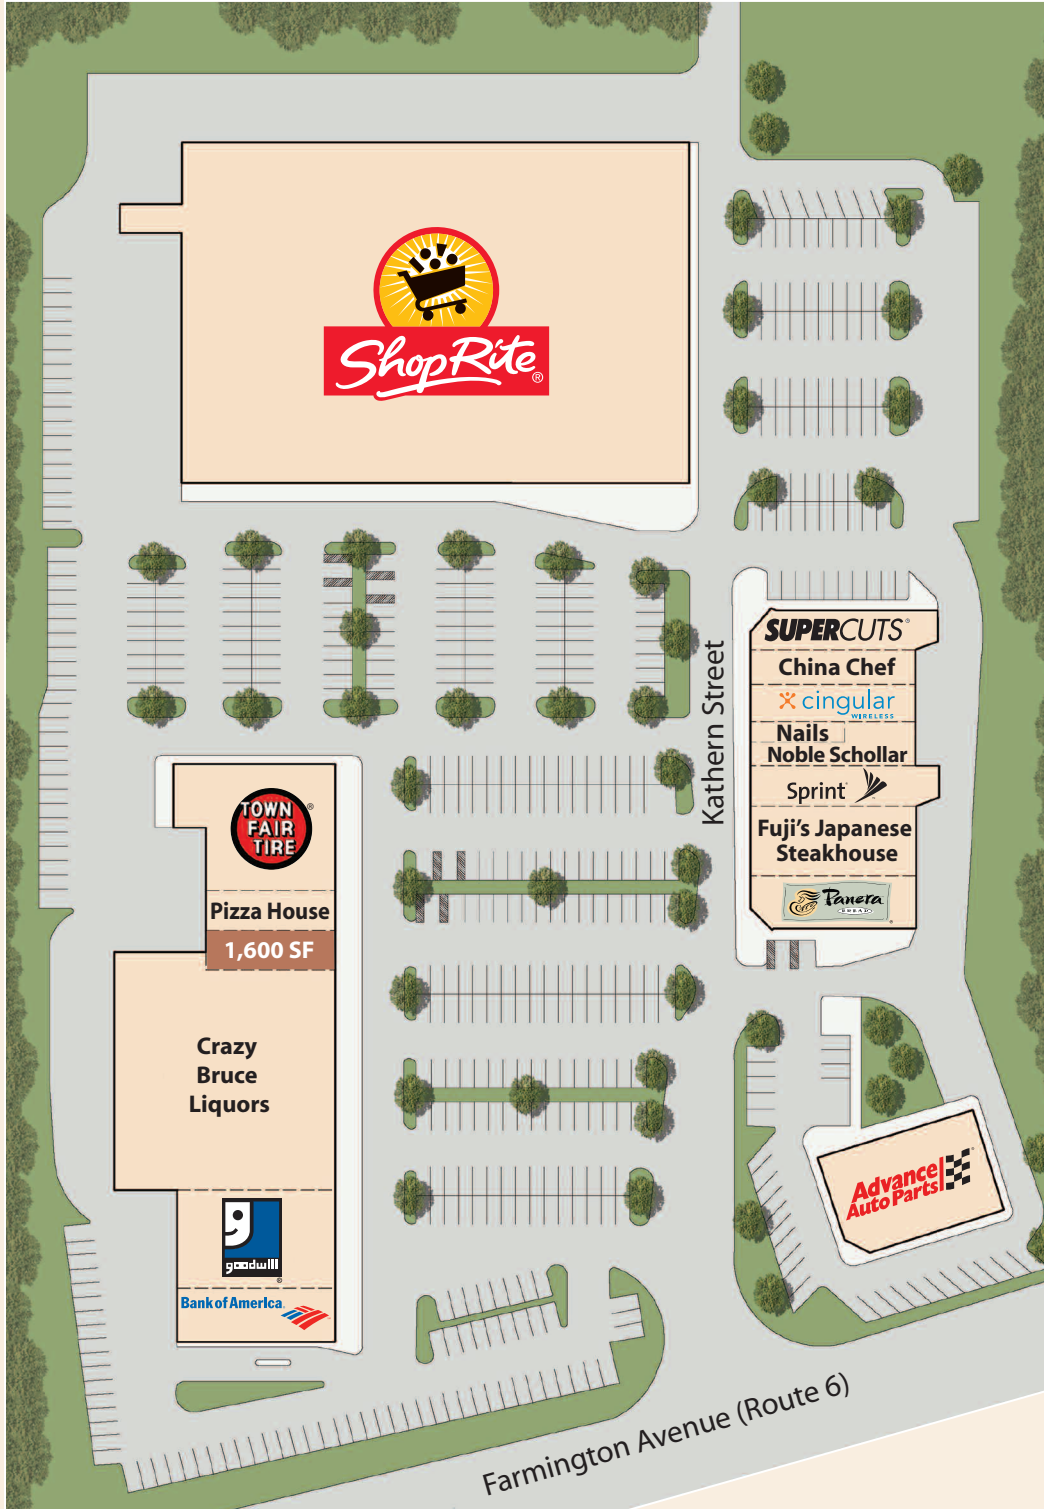 ShopRite®
SUPERCUTS®
China Chef
cingular
WIRELESS
Nails
Noble Schollar
Sprint
Fuji's Japanese
Steakhouse
Panera
BREAD
Kathern Street
TOWN
FAIR
TIRE
®
Pizza House
1,600 SF
Crazy
Bruce
Liquors
goodwill
®
Bank of America
Advance
Auto Parts
Farmington Avenue (Route 6)